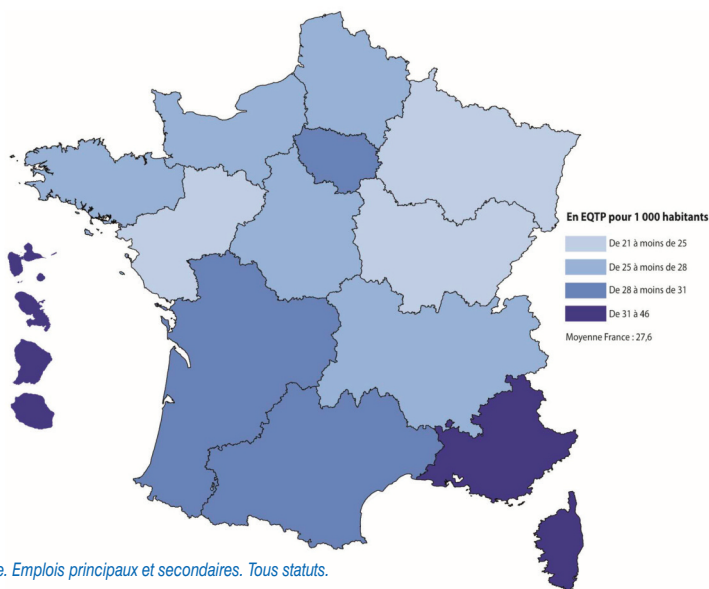 En EQTP pour 1 000 habitants
De 21 à moins de 25
De 25 à moins de 28
De 28 à moins de 31
De 31 à 46
Moyenne France : 27,6
e. Emplois principaux et secondaires. Tous statuts.